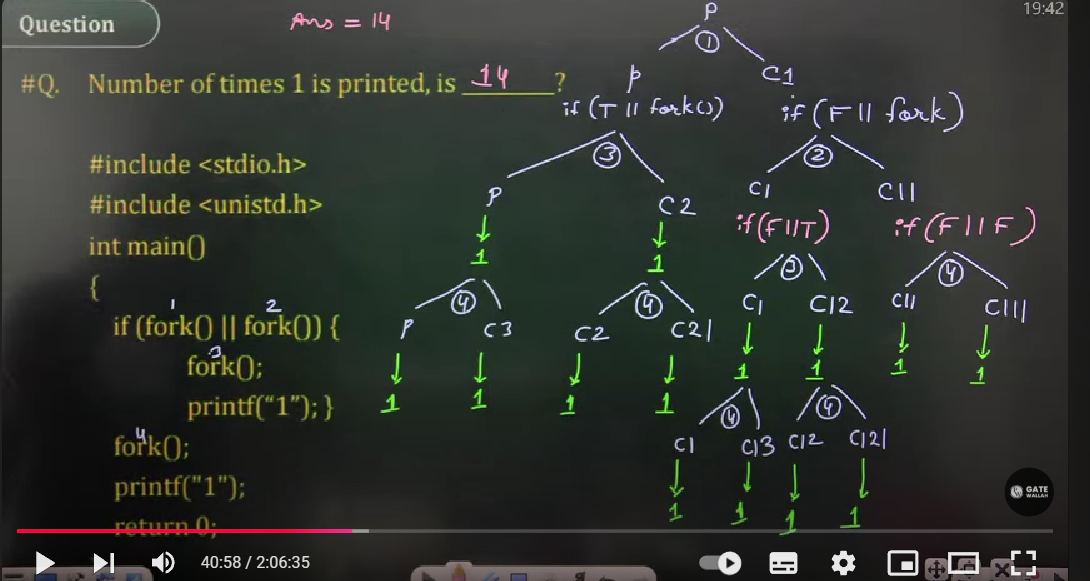 Question
Ans = 14
19:42
#Q. Number of times 1 is printed, is 14 ?
#include <stdio.h>
#include <unistd.h>
int main()
{
1 2
if (fork() || fork()) {
3
fork();
printf("1"); }
4
fork();
printf("1");
return 0;
P
1
P C1
if (T || fork()) if (F || fork)
3 2
P C2 C1 C11
if (F || T) if (F || F)
1 1
3 4
4 4
C1 C12 C11 C111
P C3 C2 C21
1 1 1 1
1 1 1 1
4 4
C1 C13 C12 C121
1 1 1 1
GATE
WALLAH
40:58 / 2:06:35